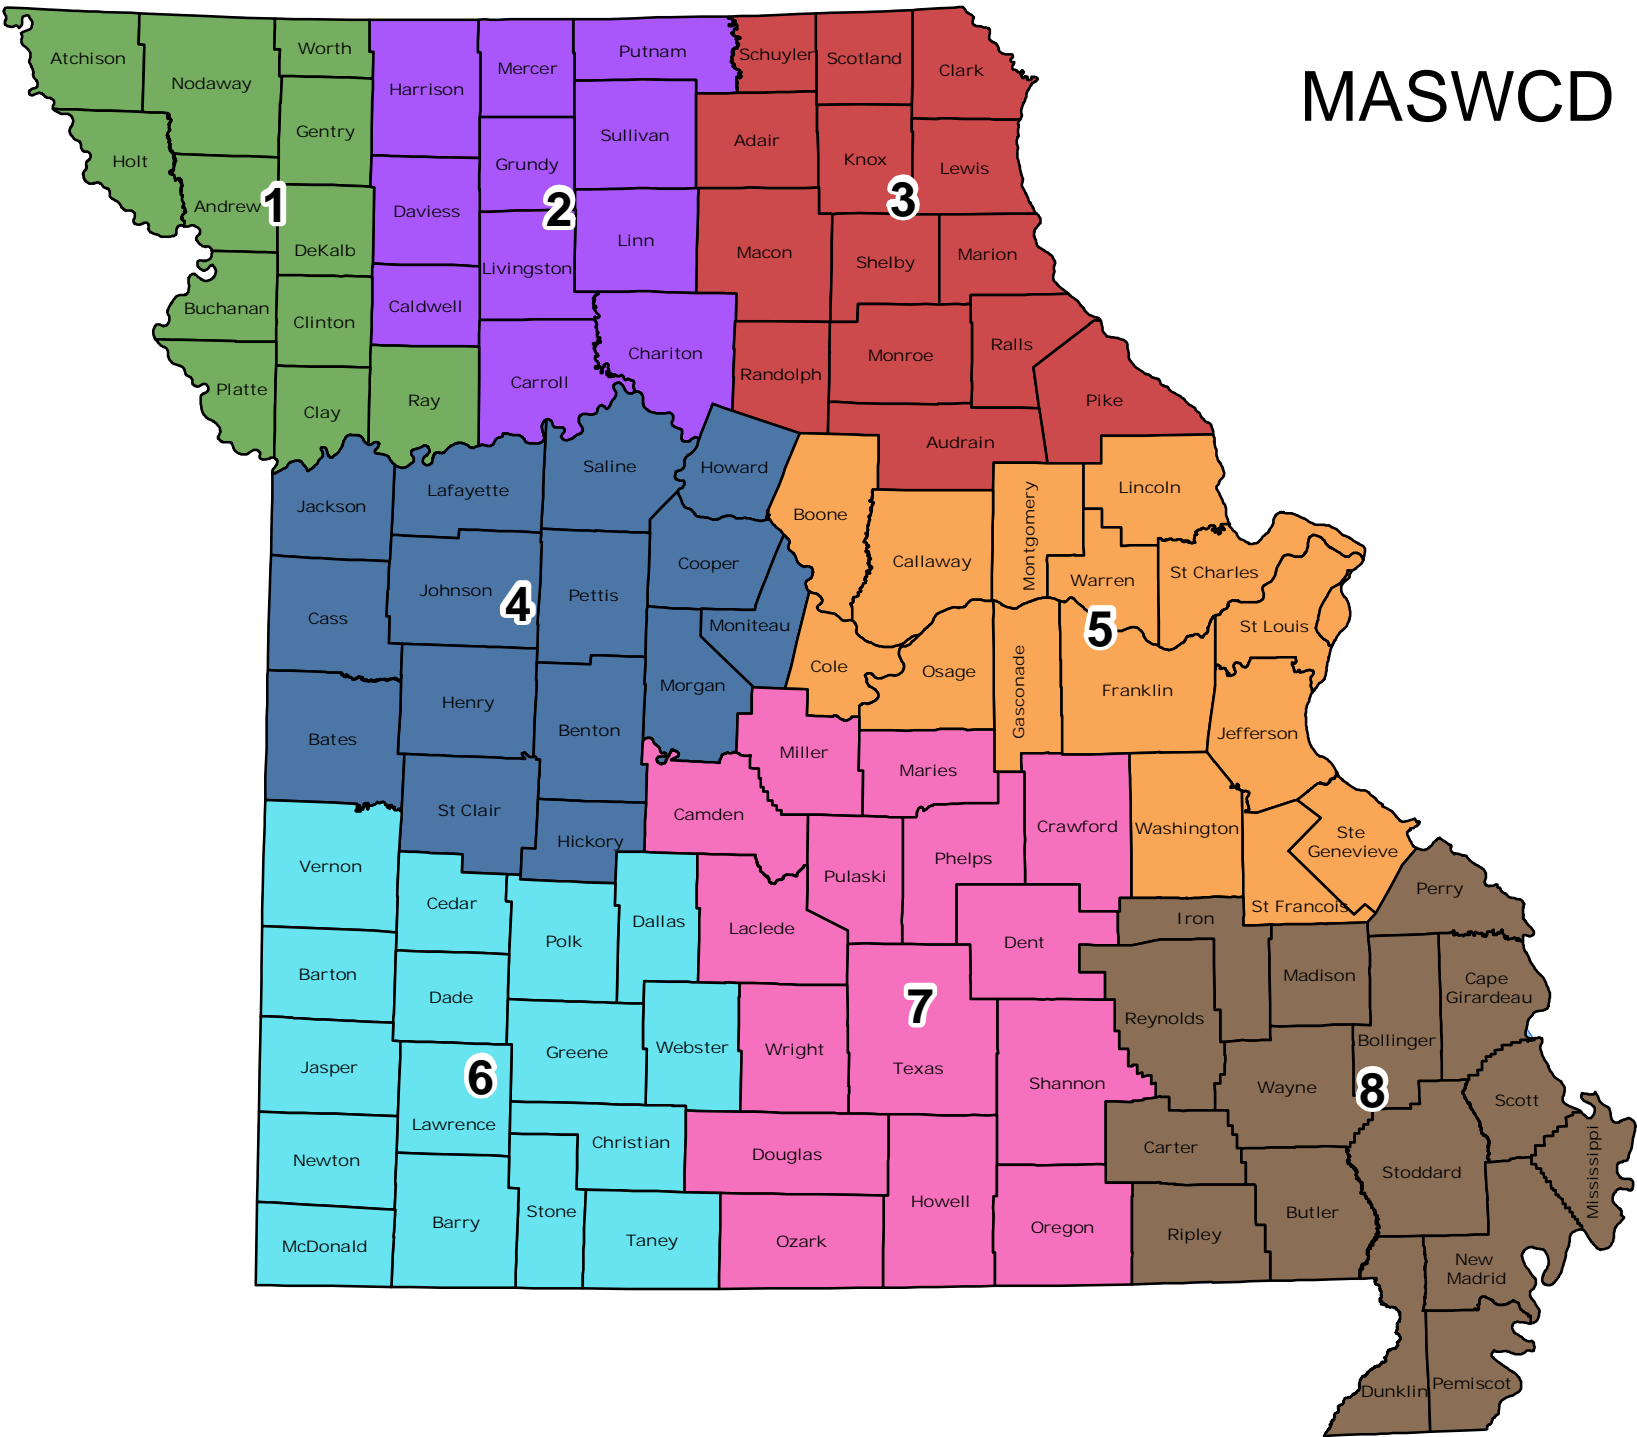 MASWCD
Atchison
Nodaway
Worth
Harrison
Mercer
Putnam
Schuyler
Scotland
Clark
Holt
Gentry
Grundy
Sullivan
Adair
Knox
Lewis
Andrew
1
DeKalb
Daviess
2
Livingston
Linn
Macon
3
Shelby
Marion
Buchanan
Clinton
Caldwell
Carroll
Chariton
Randolph
Monroe
Ralls
Pike
Platte
Clay
Ray
Audrain
Jackson
Lafayette
Saline
Howard
Boone
Callaway
Montgomery
Lincoln
Cass
Johnson
4
Pettis
Cooper
Moniteau
Warren
St Charles
5
St Louis
Cole
Osage
Gasconade
Franklin
Jefferson
Bates
Henry
Benton
Morgan
Miller
Maries
St Clair
Hickory
Camden
Pulaski
Phelps
Crawford
Washington
Ste
Genevieve
St Francois
Perry
Vernon
Cedar
Polk
Dallas
Laclede
Dent
Iron
Madison
Cape
Girardeau
Barton
Dade
7
Reynolds
Bollinger
Jasper
6
Greene
Webster
Wright
Texas
Shannon
Wayne
8
Scott
Lawrence
Christian
Douglas
Carter
Stoddard
Mississippi
Newton
Barry
Stone
Taney
Ozark
Howell
Oregon
Ripley
Butler
New
Madrid
McDonald
Dunklin
Pemiscot